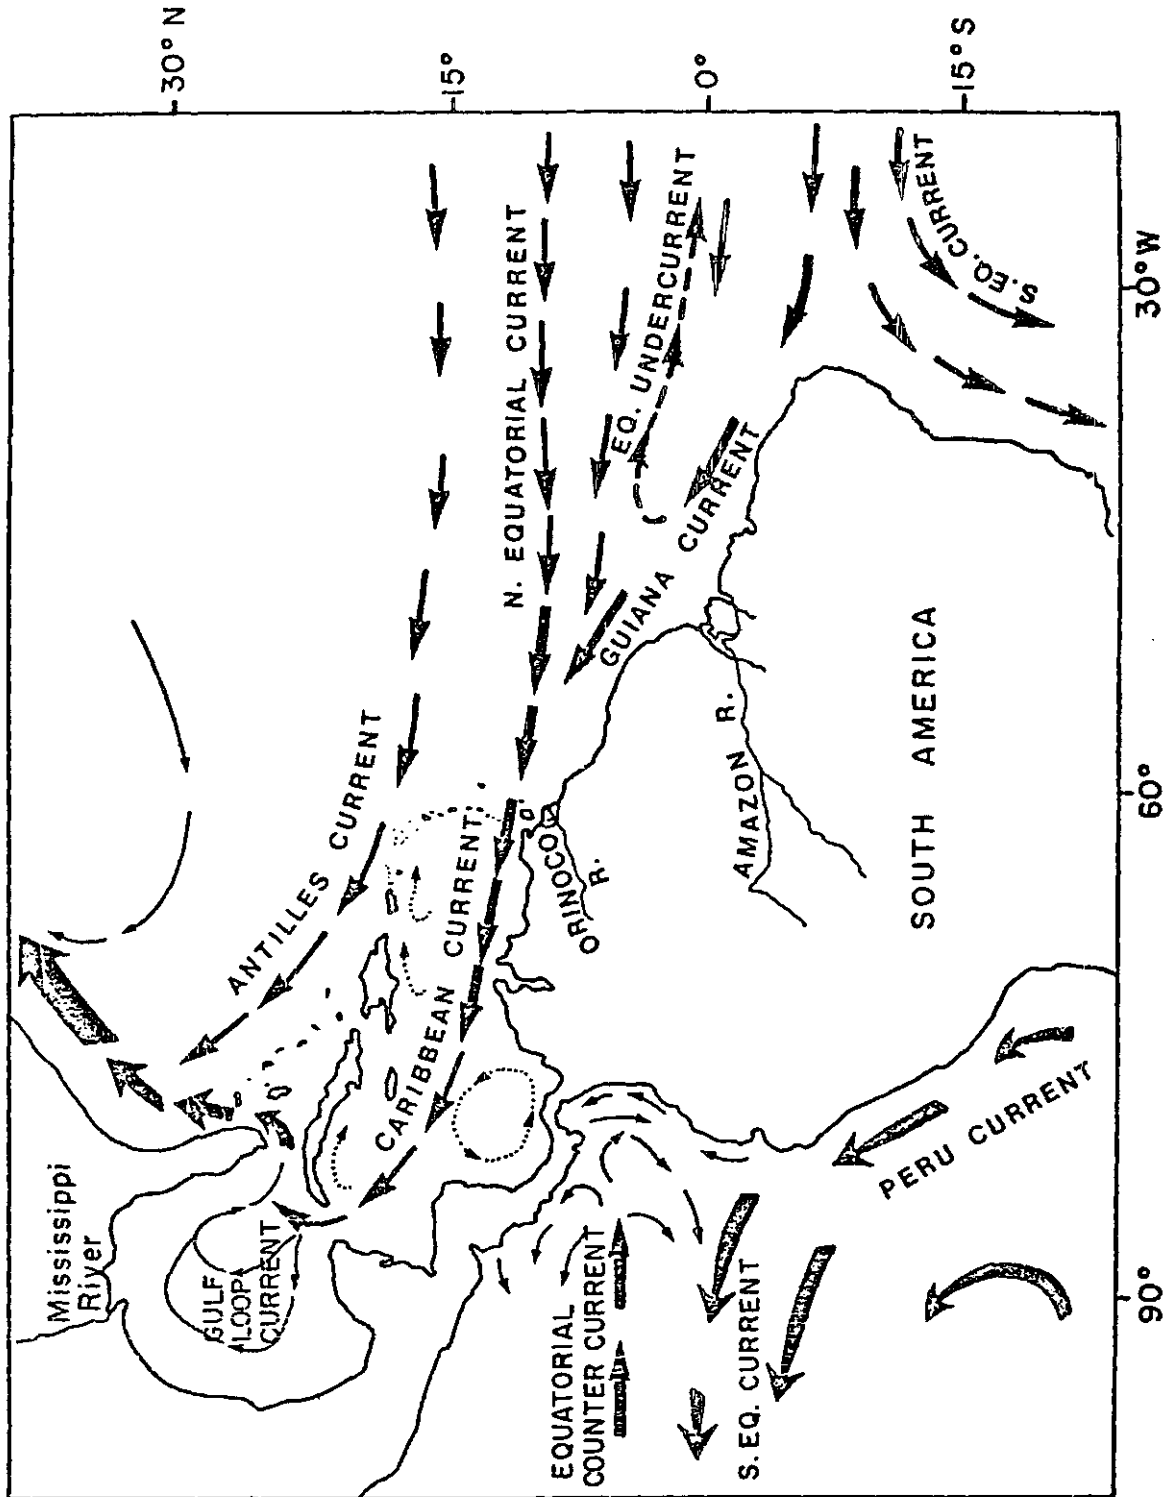 Mississippi
River
GULF
LOOP
CURRENT
ANTILLES CURRENT
CARIBBEAN CURRENT
N. EQUATORIAL CURRENT
EQ. UNDERCURRENT
GUIANA CURRENT
S. EQ. CURRENT
ORINOCO
R.
AMAZON R.
SOUTH AMERICA
EQUATORIAL
COUNTER CURRENT
S. EQ. CURRENT
PERU CURRENT
30° N
15°
0°
15° S
90°
60°
30° W